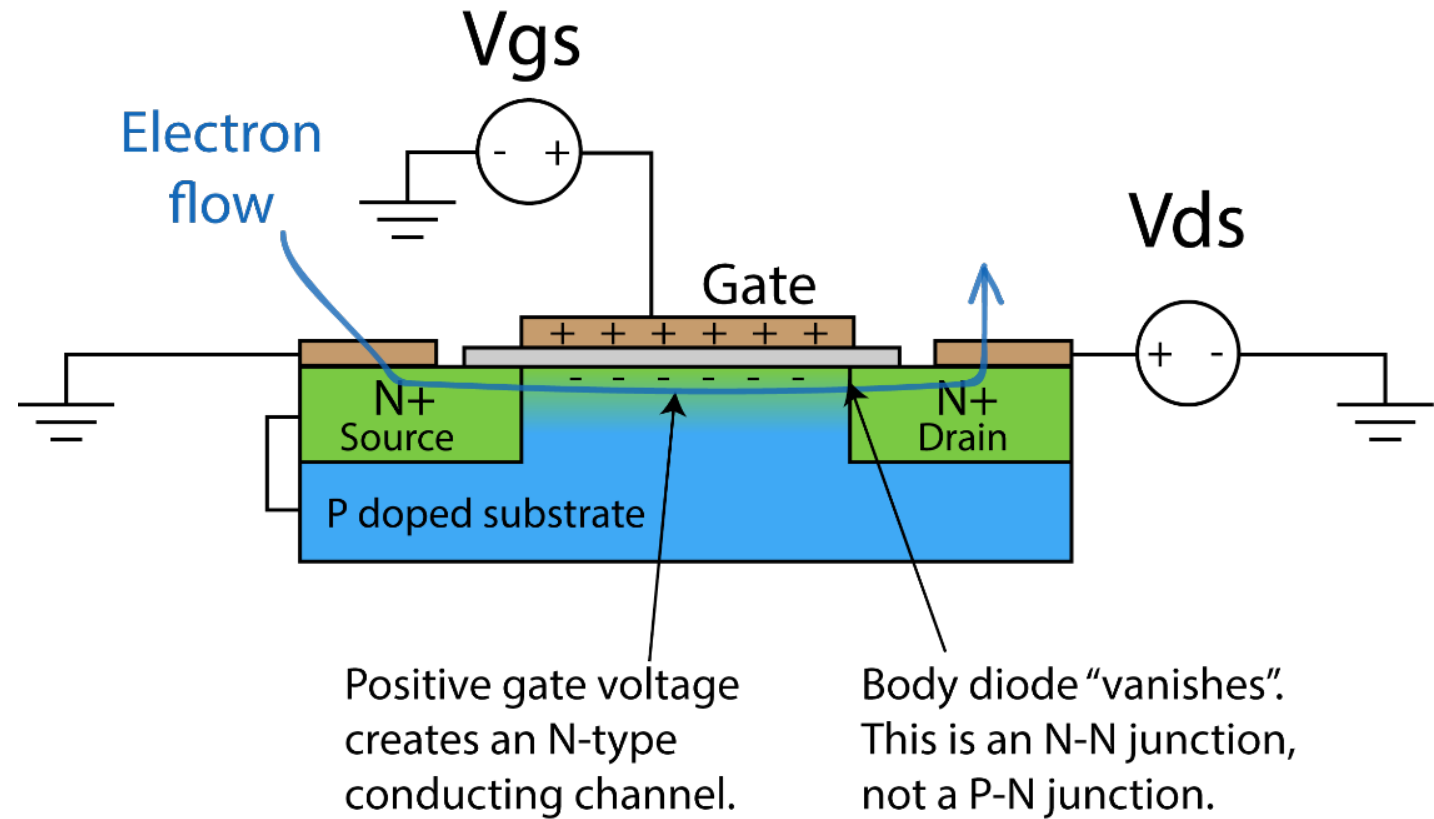 Vgs
Electron
flow
- +
Vds
Gate
+ + + + + +
+ -
- - - - - -
N+
Source
N+
Drain
P doped substrate
Positive gate voltage
creates an N-type
conducting channel.
Body diode “vanishes”.
This is an N-N junction,
not a P-N junction.